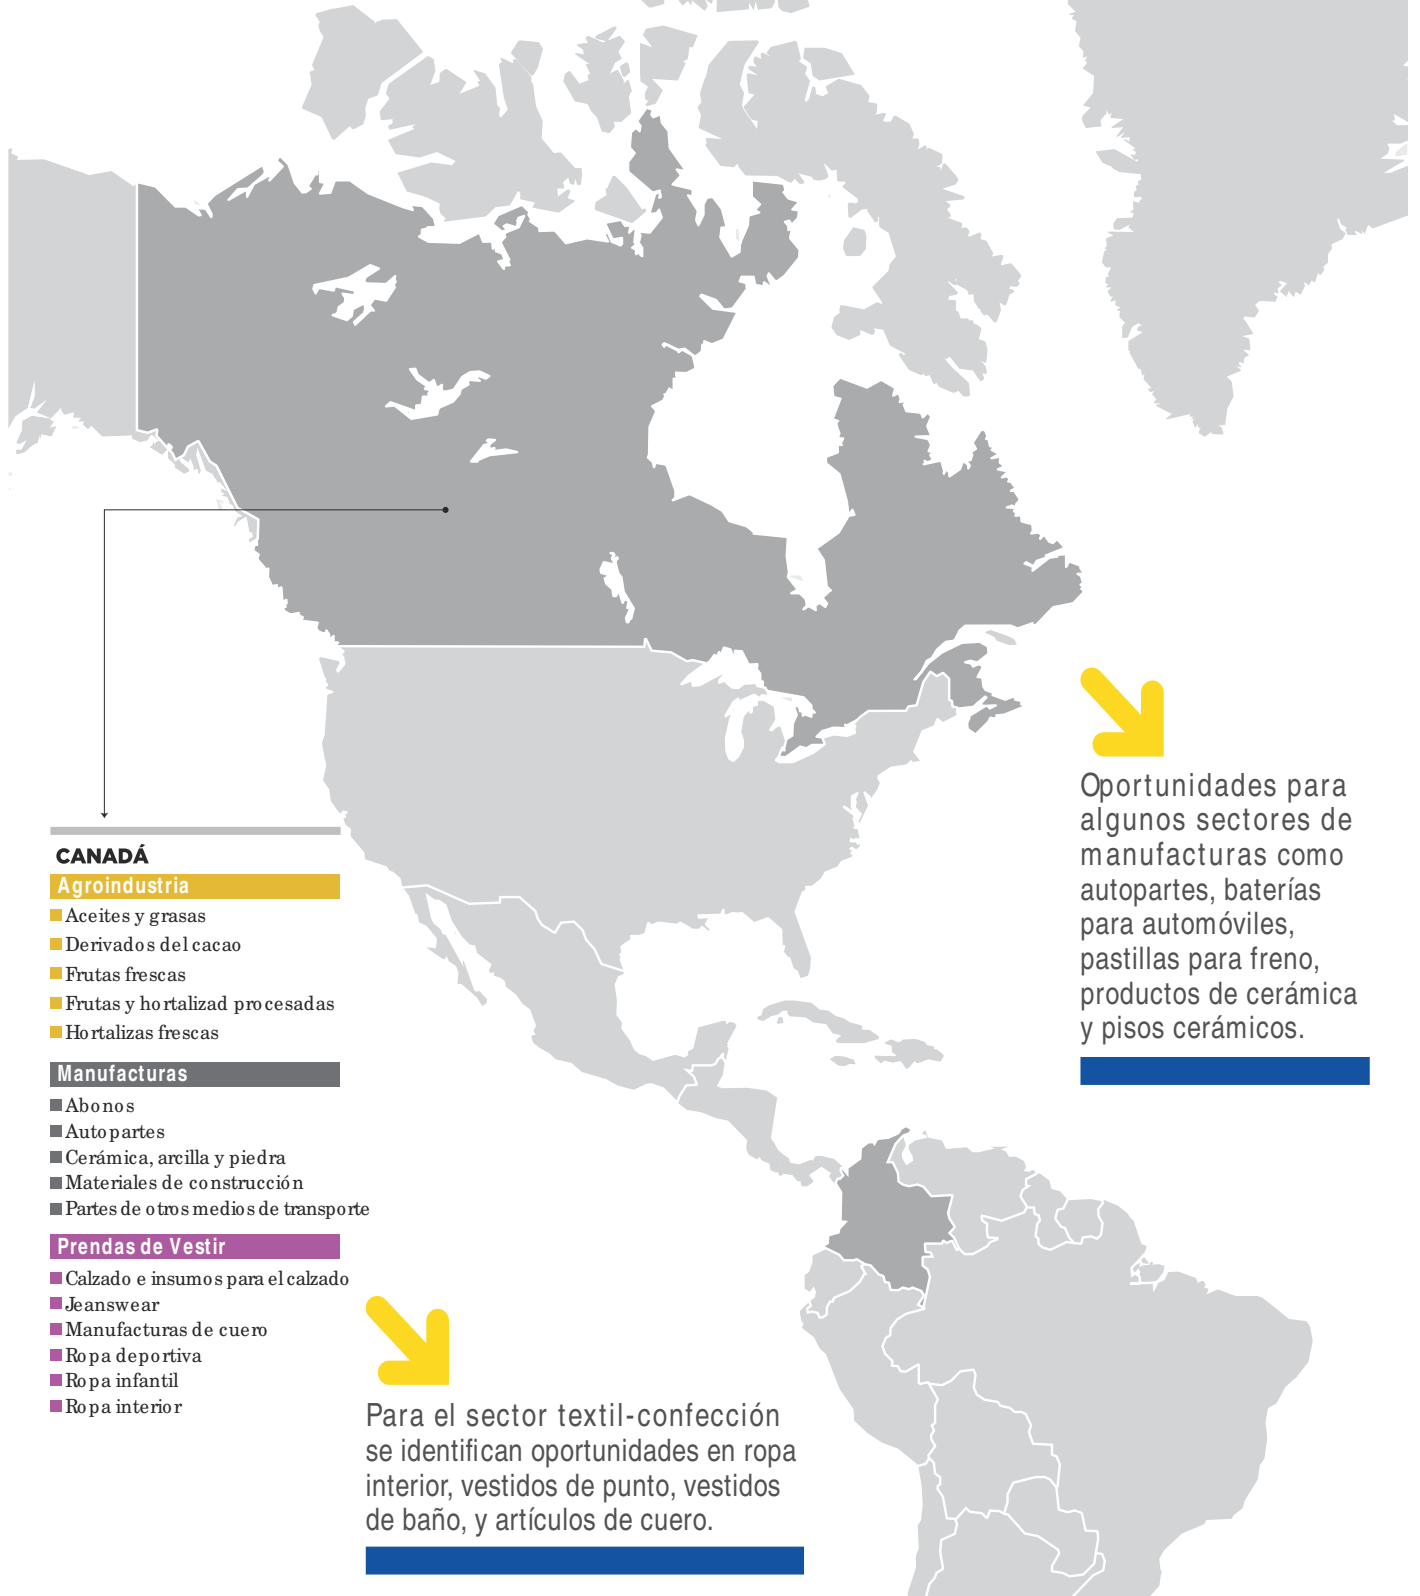 CANADÁ
Agroindustria
Aceites y grasas
Derivados del cacao
Frutas frescas
Frutas y hortalizad procesadas
Hortalizas frescas
Manufacturas
Abonos
Autopartes
Cerámica, arcilla y piedra
Materiales de construcción
Partes de otros medios de transporte
Prendas de Vestir
Calzado e insumos para el calzado
Jeanswear
Manufacturas de cuero
Ropa deportiva
Ropa infantil
Ropa interior
Oportunidades para
algunos sectores de
manufacturas como
autopartes, baterías
para automóviles,
pastillas para freno,
productos de cerámica
y pisos cerámicos.
Para el sector textil-confección
se identifican oportunidades en ropa
interior, vestidos de punto, vestidos
de baño, y artículos de cuero.